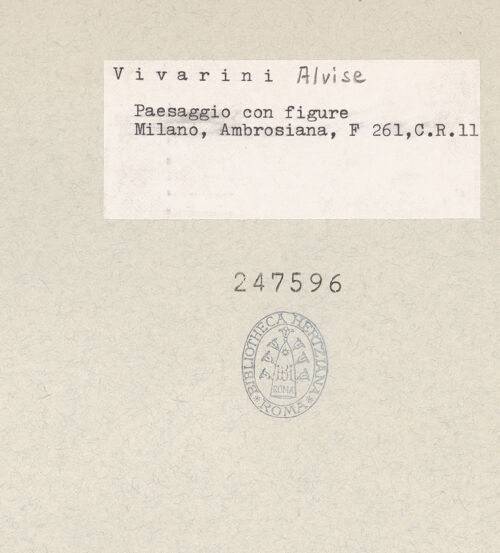 Vivarini Alvise
Paesaggio con figure
Milano, Ambrosiana, F 261,C.R.11
247596
BIBLIOTHECA HERTZIANA
ROMA
* ROMA *